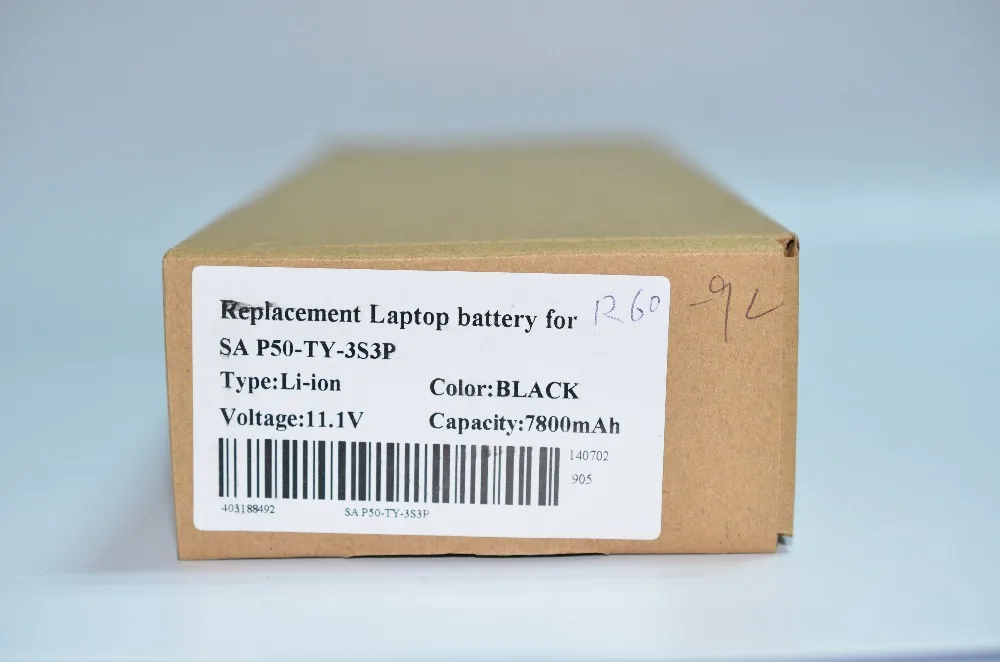 Replacement Laptop battery for R60 -9L
SA P50-TY-3S3P
Type:Li-ion Color:BLACK
Voltage:11.1V Capacity:7800mAh
140702
905
403188492 SA P50-TY-3S3P